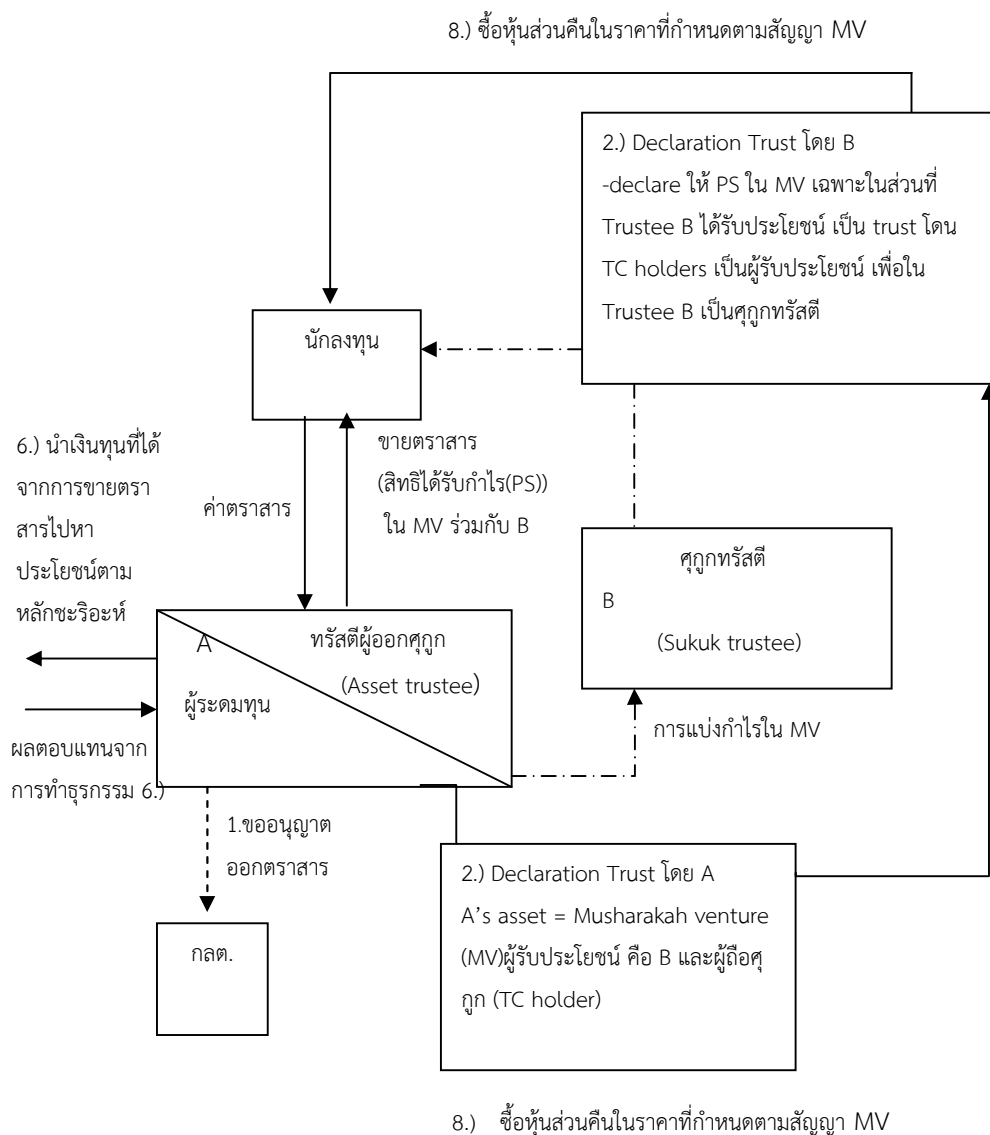 8.) ซื้อหุ้นส่วนคืนในราคาที่กำหนดตามสัญญา MV
2.) Declaration Trust โดย B
-declare ให้ PS ใน MV เฉพาะในส่วนที่
Trustee B ได้รับประโยชน์ เป็น trust โดน
TC holders เป็นผู้รับประโยชน์ เพื่อใน
Trustee B เป็นศุกูกทรัสตี
นักลงทุน
6.) นำเงินทุนที่ได้
จากการขายตรา
สารไปหา
ประโยชน์ตาม
หลักชะริอะห์
ค่าตราสาร
ขายตราสาร
(สิทธิได้รับกำไร(PS))
ใน MV ร่วมกับ B
ศุกูกทรัสตี
B
(Sukuk trustee)
A
ทรัสตีผู้ออกศุกูก
(Asset trustee)
ผู้ระดมทุน
การแบ่งกำไรใน MV
ผลตอบแทนจาก
การทำธุรกรรม 6.)
1.ขออนุญาต
ออกตราสาร
กลต.
2.) Declaration Trust โดย A
A’s asset = Musharakah venture
(MV)ผู้รับประโยชน์ คือ B และผู้ถือศุ
กูก (TC holder)
8.) ซื้อหุ้นส่วนคืนในราคาที่กำหนดตามสัญญา MV